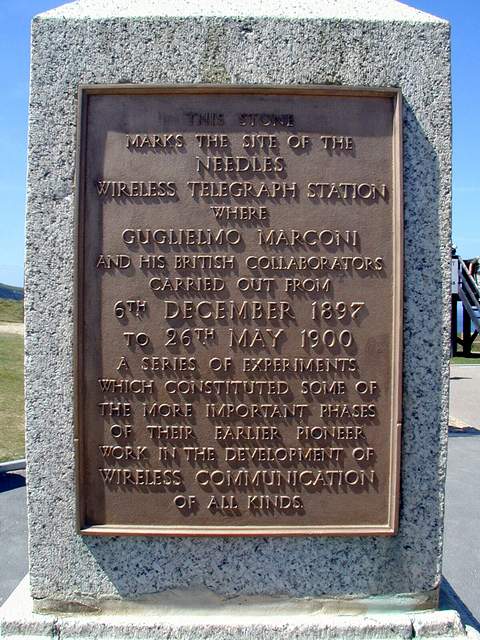 THIS STONE
MARKS THE SITE OF THE
NEEDLES
WIRELESS TELEGRAPH STATION
WHERE
GUGLIELMO MARCONI
AND HIS BRITISH COLLABORATORS
CARRIED OUT FROM
6TH DECEMBER 1897
TO 26TH MAY 1900
A SERIES OF EXPERIMENTS
WHICH CONSTITUTED SOME OF
THE MORE IMPORTANT PHASES
OF THEIR EARLIER PIONEER
WORK IN THE DEVELOPMENT OF
WIRELESS COMMUNICATION
OF ALL KINDS.